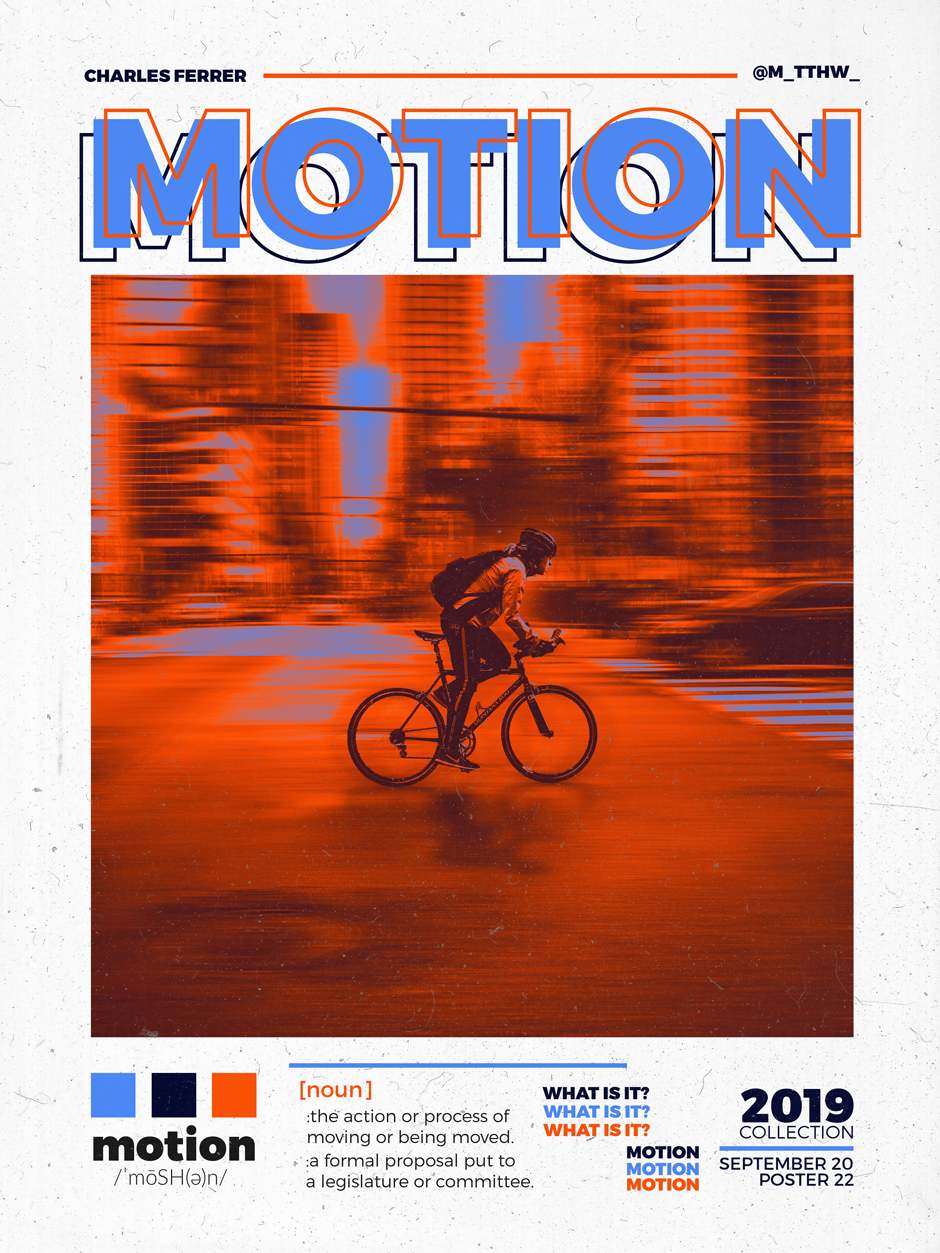 CHARLES FERRER
@M_TTHW_
MOTION
motion
/ˈmōSH(ə)n/
[noun]
:the action or process of
moving or being moved.
:a formal proposal put to
a legislature or committee.
WHAT IS IT?
WHAT IS IT?
WHAT IS IT?
MOTION
MOTION
MOTION
2019
COLLECTION
SEPTEMBER 20
POSTER 22